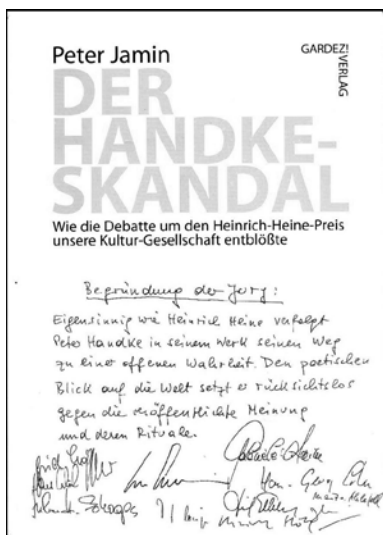 Peter Jamin
GARDEZ!
VERLAG
DER
HANDKE-
SKANDAL
Wie die Debatte um den Heinrich-Heine-Preis
unsere Kultur-Gesellschaft entblößte
Begründung der Jury:
Eigensinnig wie Heinrich Heine verfolgt
Peter Handke in seinem Werk seinen Weg
zu einer offenen Wahrheit. Den poetischen
Blick auf die Welt setzt er rücksichtslos
gegen die veröffentlichte Meinung
und deren Rituale.